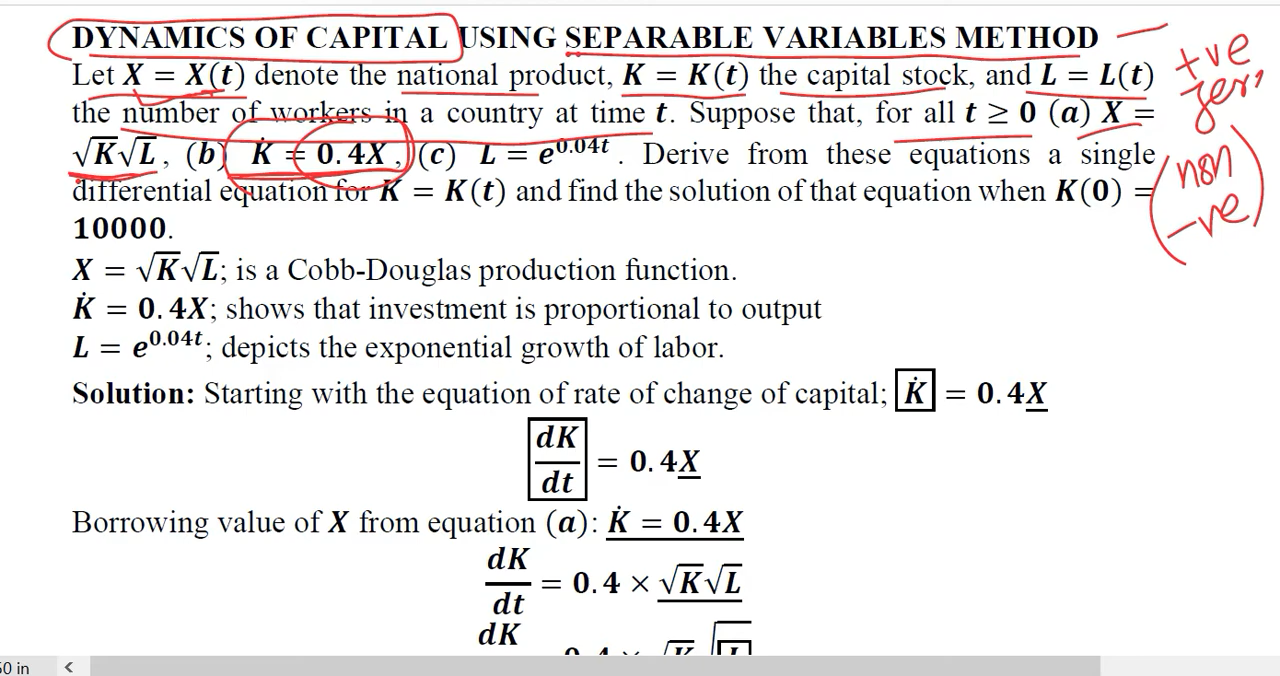 DYNAMICS OF CAPITAL USING SEPARABLE VARIABLES METHOD
Let X = X(t) denote the national product, K = K(t) the capital stock, and L = L(t)
the number of workers in a country at time t. Suppose that, for all t ≥ 0 (a) X =
√K√L, (b) K̇ = 0.4X, (c) L = e^0.04t. Derive from these equations a single
differential equation for K = K(t) and find the solution of that equation when K(0) =
10000.
+ve
zero
(non
-ve)
X = √K√L; is a Cobb-Douglas production function.
K̇ = 0.4X; shows that investment is proportional to output
L = e^0.04t; depicts the exponential growth of labor.
Solution: Starting with the equation of rate of change of capital; K̇ = 0.4X
dK/dt = 0.4X
Borrowing value of X from equation (a): K̇ = 0.4X
dK/dt = 0.4 × √K√L
dK
in